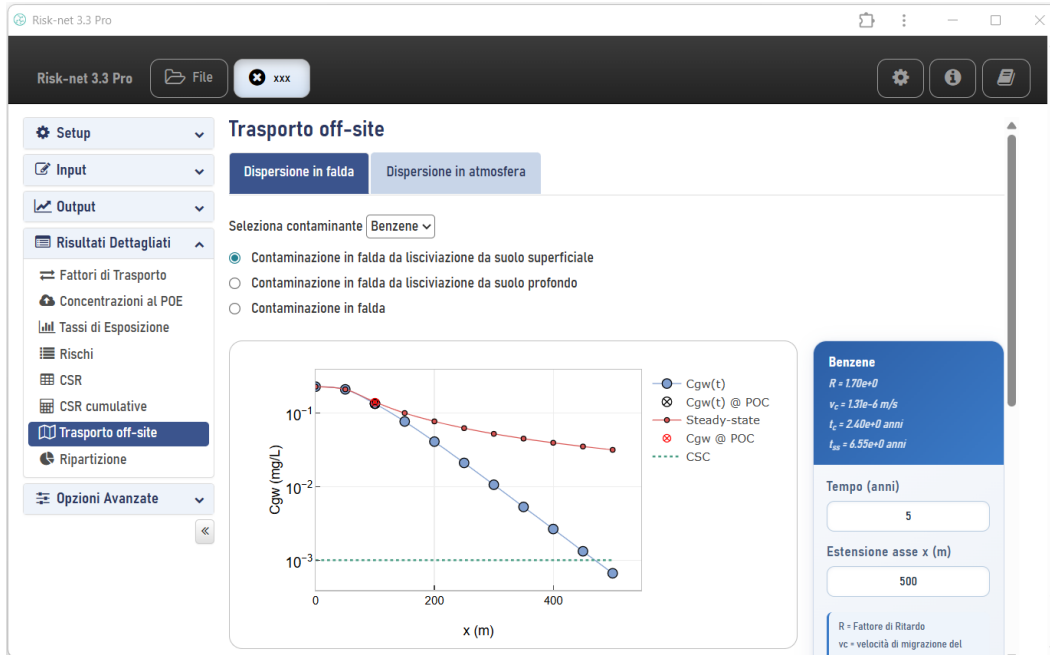 Risk-net 3.3 Pro
Risk-net 3.3 Pro
File
xxx
Setup
Input
Output
Risultati Dettagliati
Fattori di Trasporto
Concentrazioni al POE
Tassi di Esposizione
Rischi
CSR
CSR cumulative
Trasporto off-site
Ripartizione
Opzioni Avanzate
«
Trasporto off-site
Dispersione in falda
Dispersione in atmosfera
Seleziona contaminante Benzene
Contaminazione in falda da lisciviazione da suolo superficiale
Contaminazione in falda da lisciviazione da suolo profondo
Contaminazione in falda
Cgw (mg/L)
10⁻¹
10⁻²
10⁻³
0 200 400
x (m)
Cgw(t)
Cgw(t) @ POC
Steady-state
Cgw @ POC
CSC
Benzene
R = 1.70e+0
v꜀ = 1.31e-6 m/s
t꜀ = 2.40e+0 anni
tₛₛ = 6.55e+0 anni
Tempo (anni)
5
Estensione asse x (m)
500
R = Fattore di Ritardo
vc = velocità di migrazione del